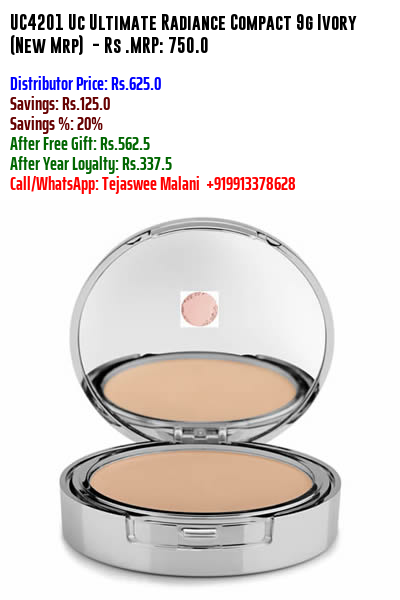 UC4201 Uc Ultimate Radiance Compact 9g Ivory
(New Mrp)  - Rs .MRP: 750.0
Distributor Price: Rs.625.0
Savings: Rs.125.0
Savings %: 20%
After Free Gift: Rs.562.5
After Year Loyalty: Rs.337.5
Call/WhatsApp: Tejaswee Malani  +919913378628